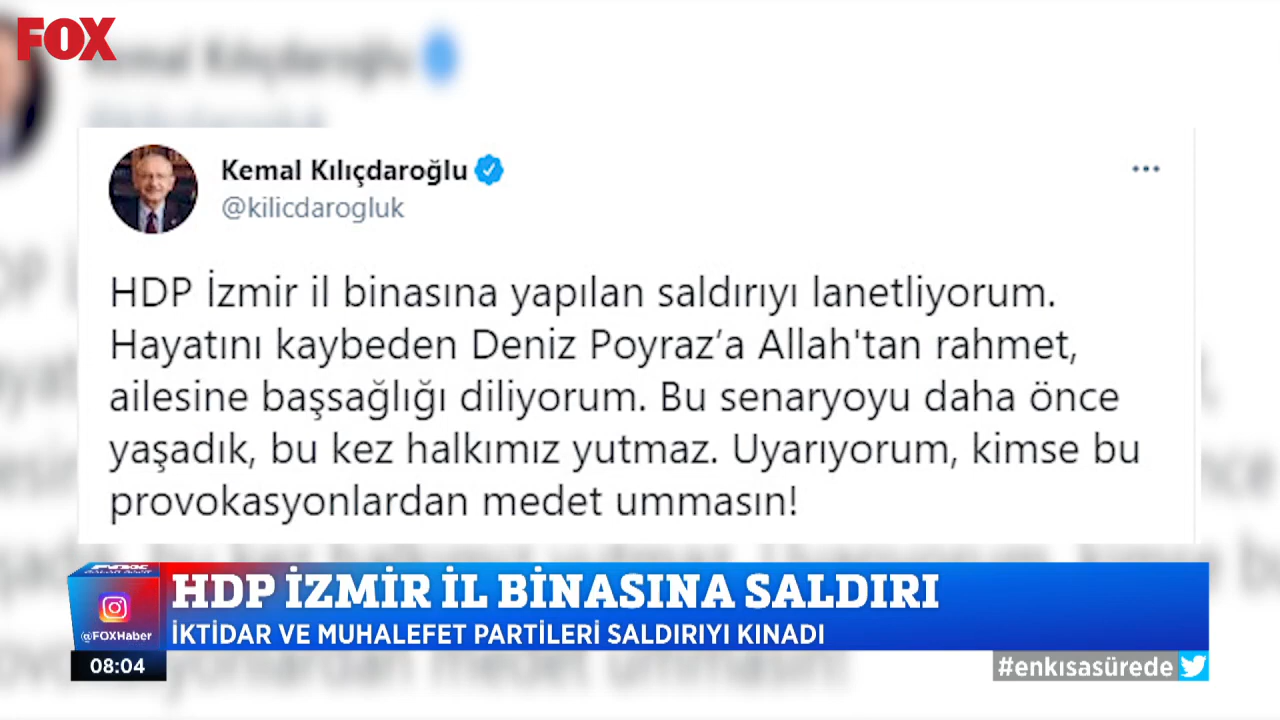 FOX
Kemal Kılıçdaroğlu
@kilicdarogluk
HDP İzmir il binasına yapılan saldırıyı lanetliyorum.
Hayatını kaybeden Deniz Poyraz’a Allah'tan rahmet,
ailesine başsağlığı diliyorum. Bu senaryoyu daha önce
yaşadık, bu kez halkımız yutmaz. Uyarıyorum, kimse bu
provokasyonlardan medet ummasın!
HDP İZMİR İL BİNASINA SALDIRI
İKTİDAR VE MUHALEFET PARTİLERİ SALDIRIYI KINADI
@FOXHaber
08:04
#enkısasürede